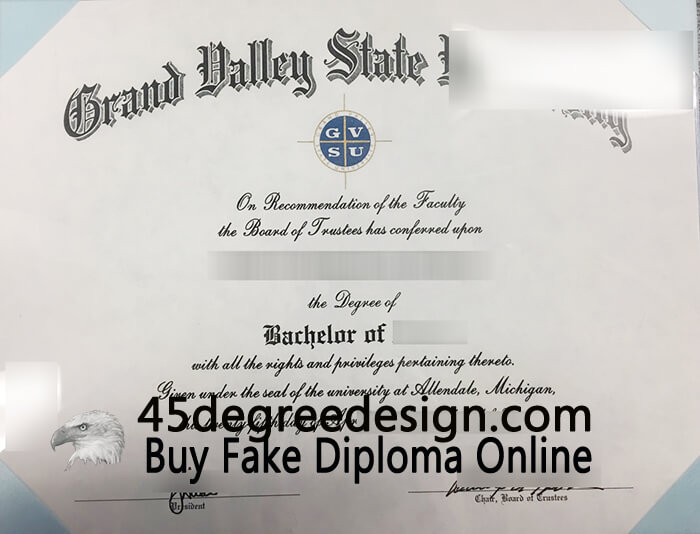 Grand Valley State
GV
SU
On Recommendation of the Faculty
the Board of Trustees has conferred upon
the Degree of
Bachelor of
with all the rights and privileges pertaining thereto.
Given under the seal of the university at Allendale, Michigan,
45degreedesign.com
Buy Fake Diploma Online
President
Chair, Board of Trustees